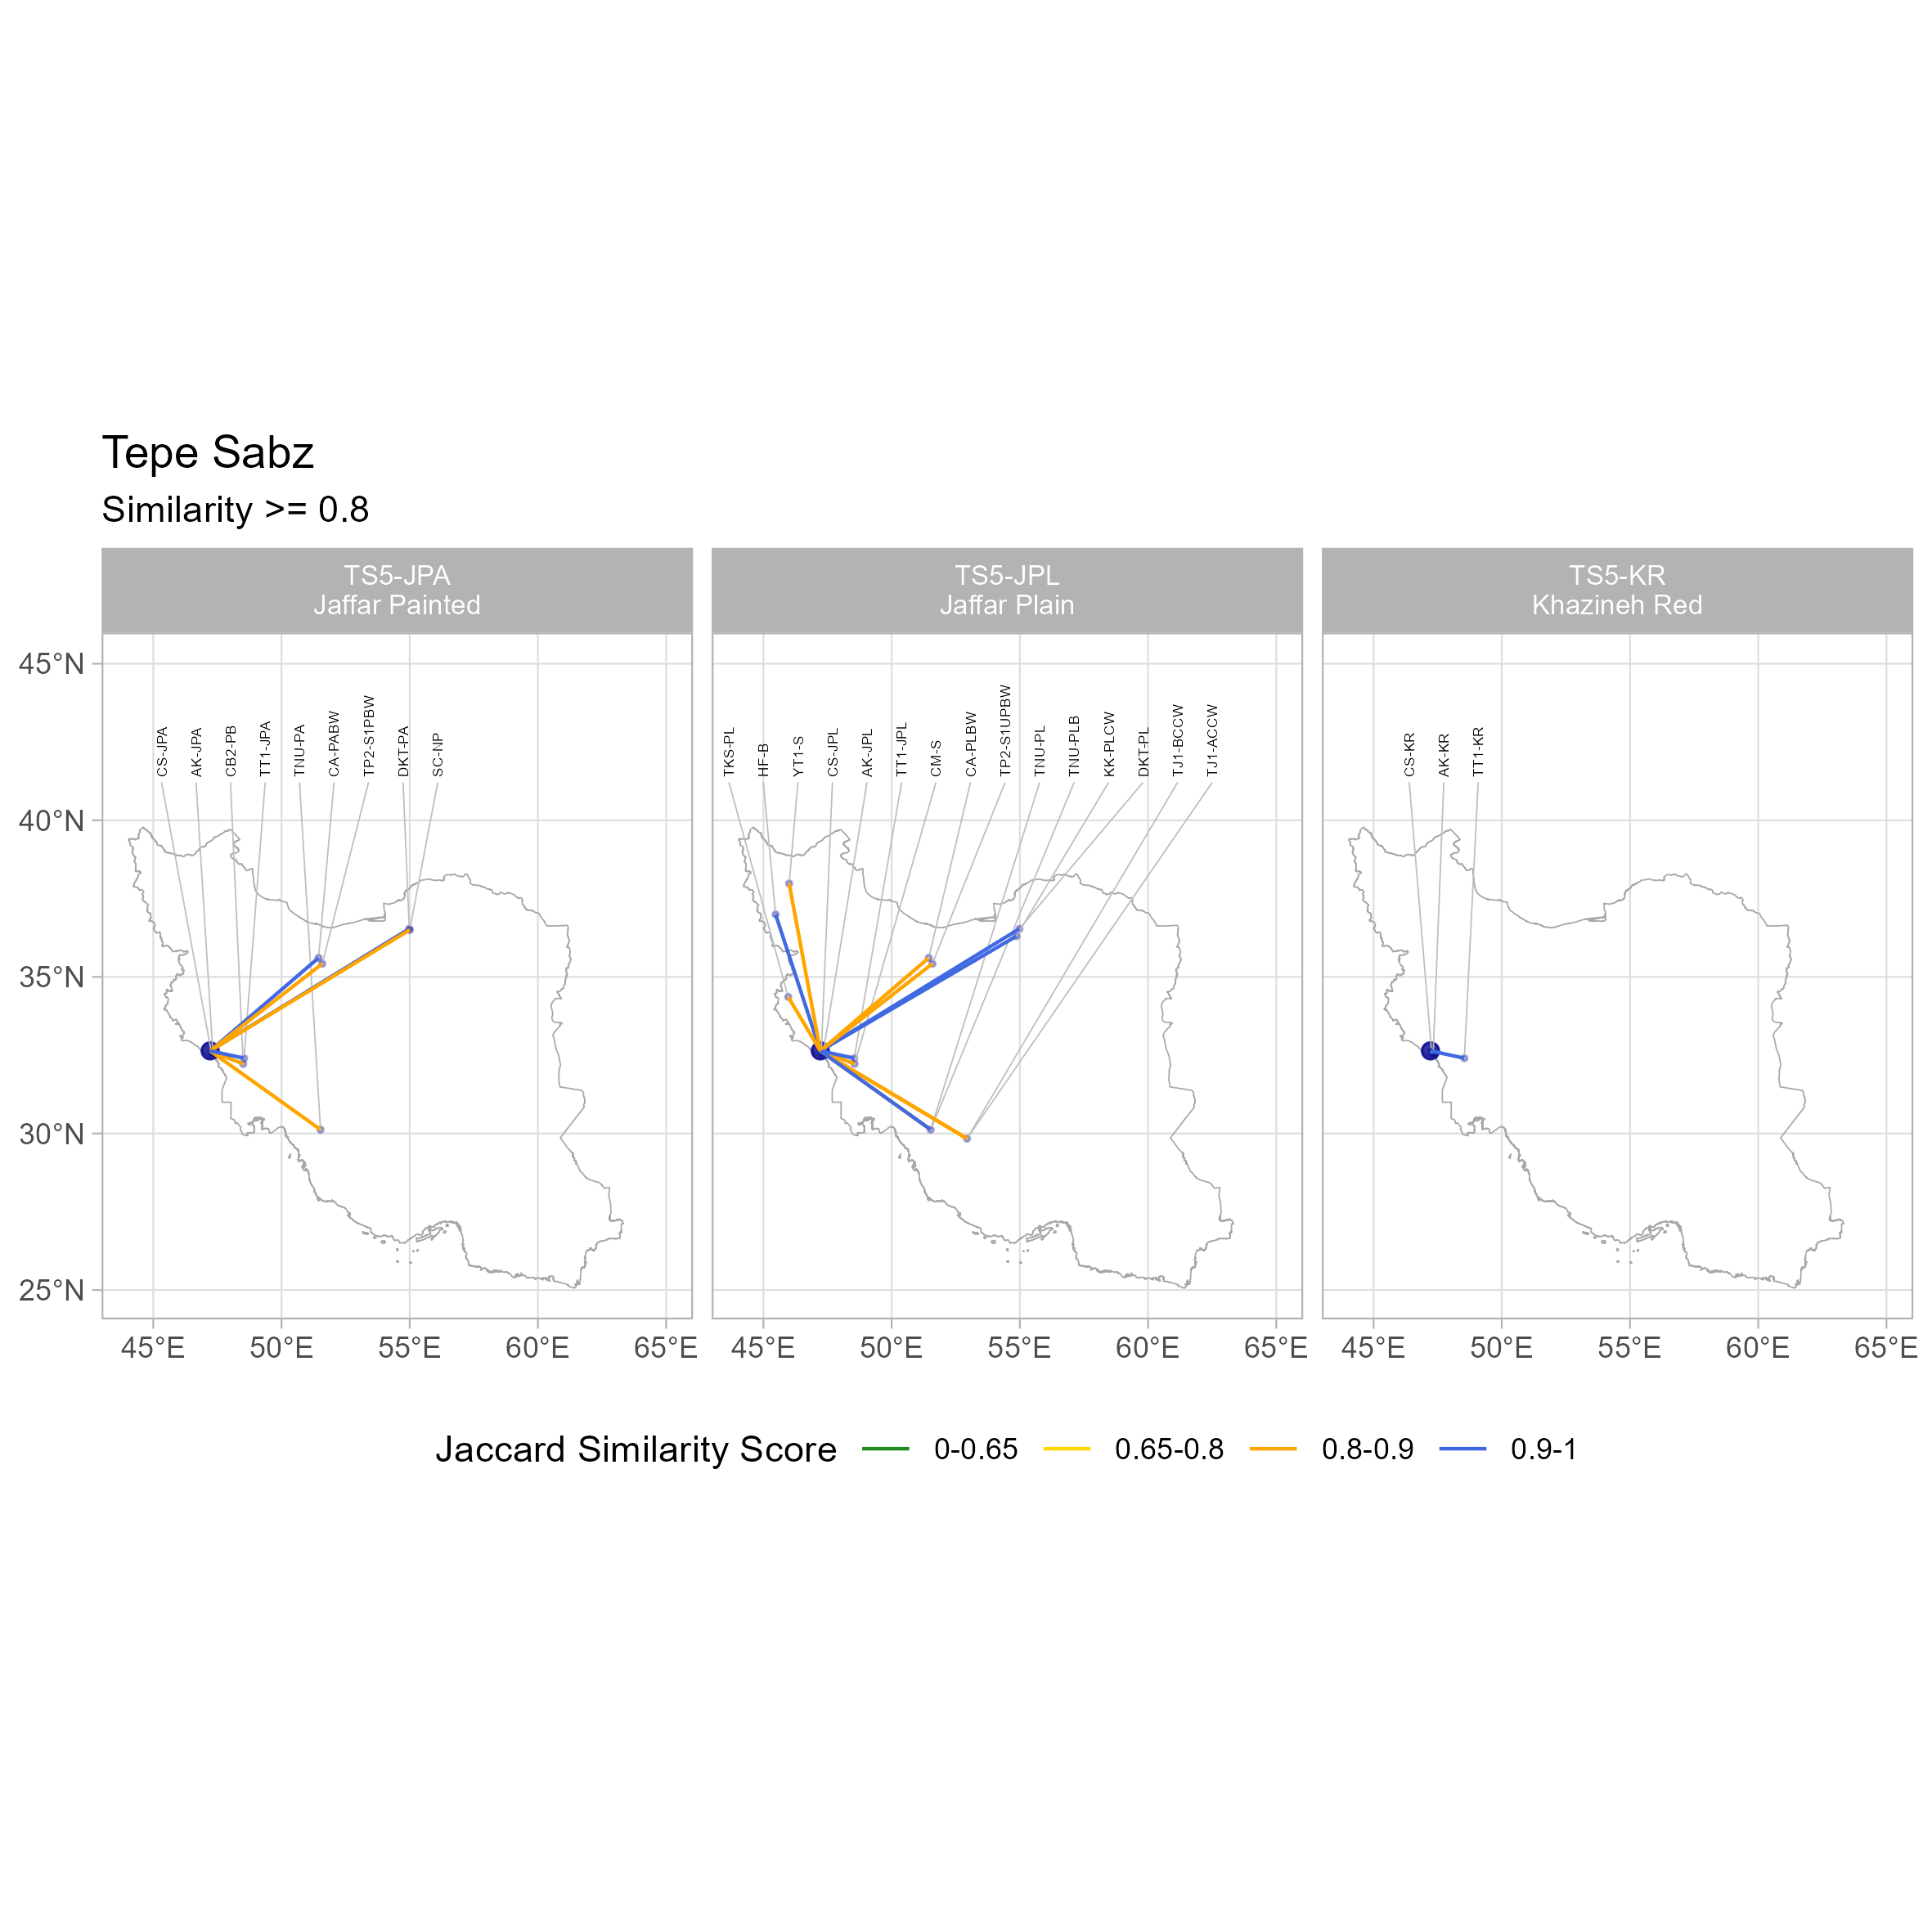 Tepe Sabz
Similarity >= 0.8
TS5-JPA
Jaffar Painted
TS5-JPL
Jaffar Plain
TS5-KR
Khazineh Red
45°N
40°N
35°N
30°N
25°N
CS-JPA
AK-JPA
CB2-PB
TT1-JPA
TNU-PA
CA-PABW
TP2-S1PBW
DKT-PA
SC-NP
TKS-PL
HF-B
YT1-S
CS-JPL
AK-JPL
TT1-JPL
CM-S
CA-PLBW
TP2-S1UPBW
TNU-PL
TNU-PLB
KK-PLCW
DKT-PL
TJ1-BCCW
TJ1-ACCW
CS-KR
AK-KR
TT1-KR
45°E 50°E 55°E 60°E 65°E
45°E 50°E 55°E 60°E 65°E
45°E 50°E 55°E 60°E 65°E
Jaccard Similarity Score 0-0.65 0.65-0.8 0.8-0.9 0.9-1